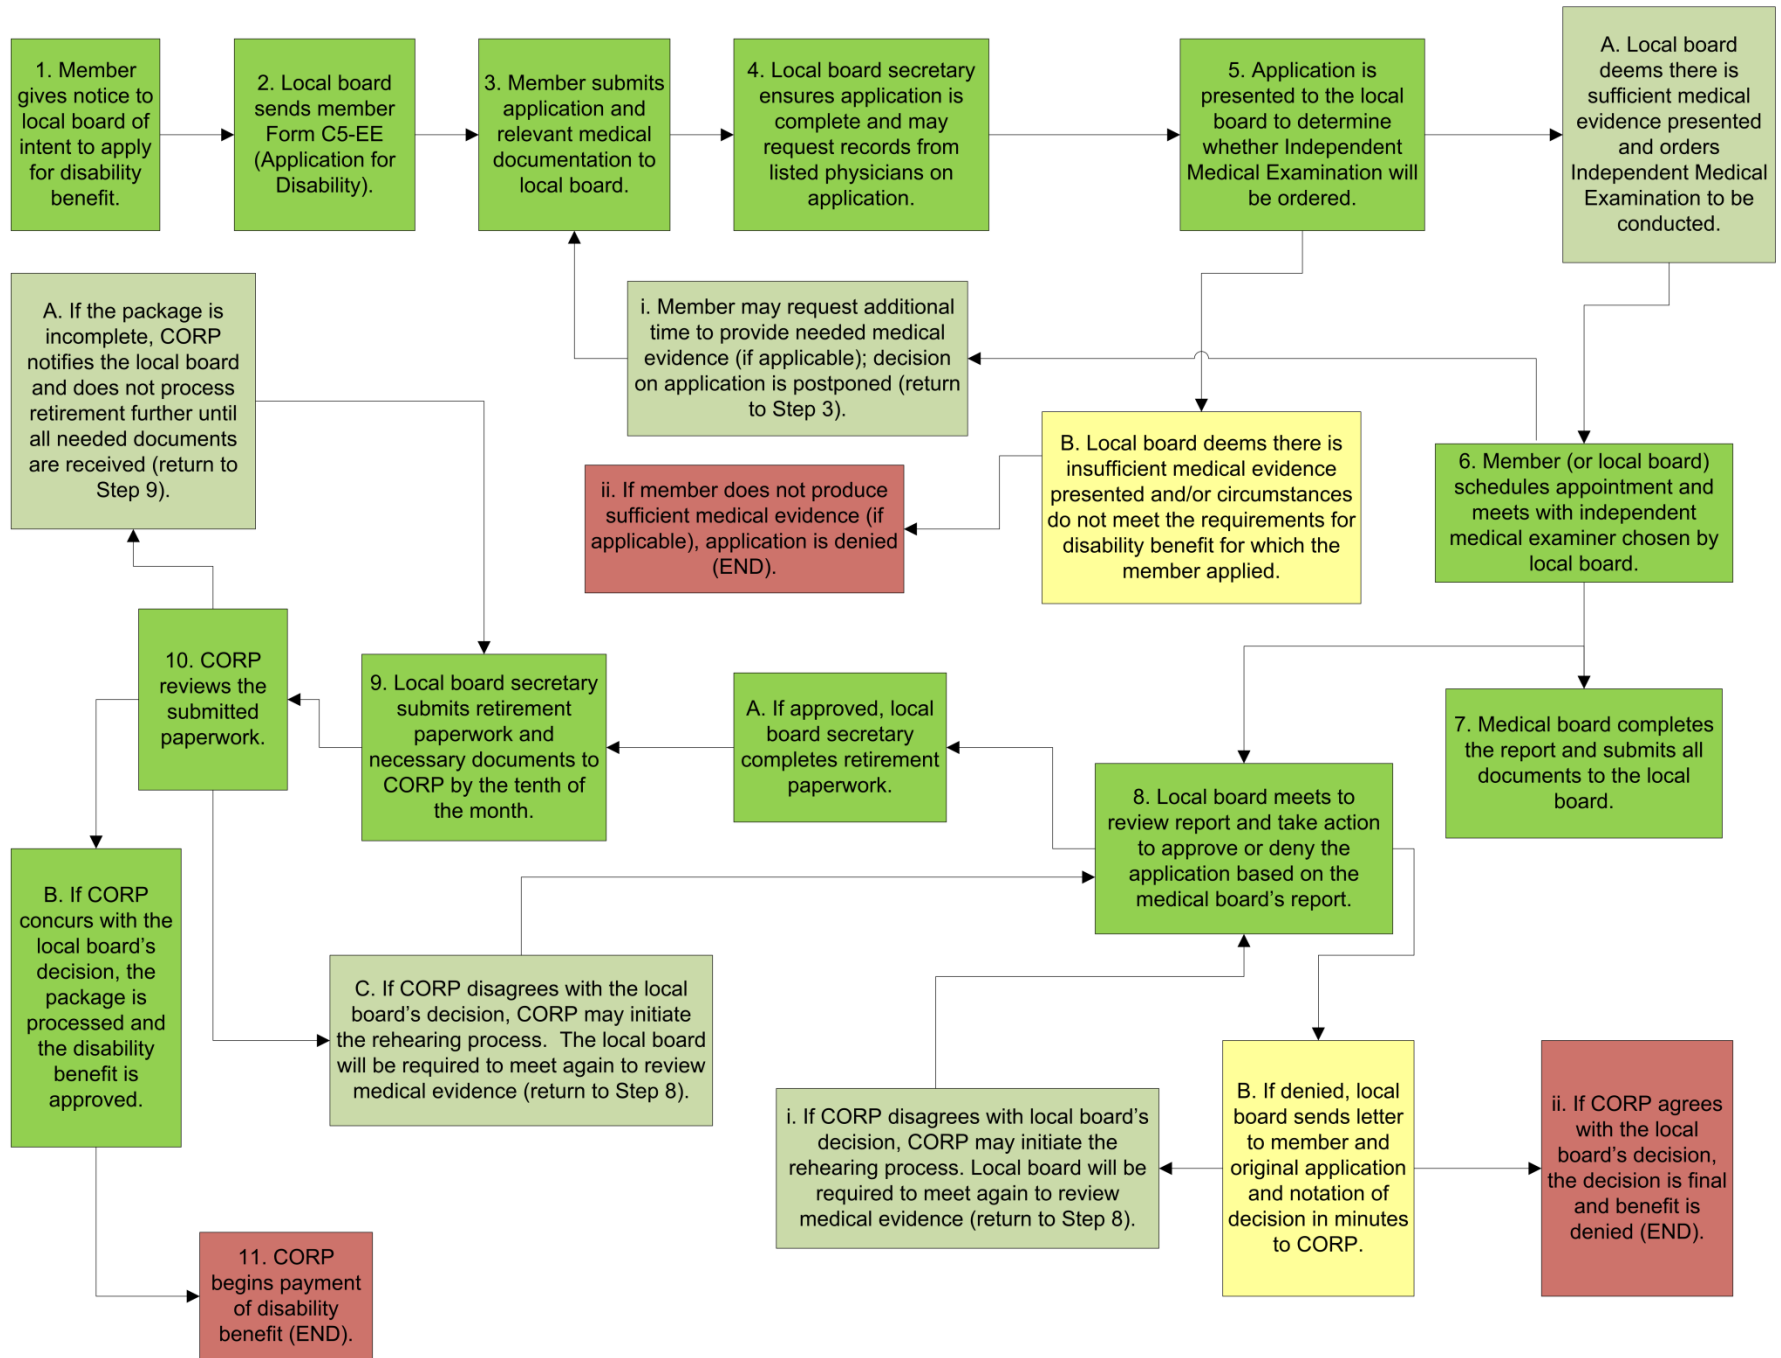 1. Member
gives notice to
local board of
intent to apply
for disability
benefit.
2. Local board
sends member
Form C5-EE
(Application for
Disability).
3. Member submits
application and
relevant medical
documentation to
local board.
4. Local board secretary
ensures application is
complete and may
request records from
listed physicians on
application.
5. Application is
presented to the local
board to determine
whether Independent
Medical Examination will
be ordered.
A. Local board
deems there is
sufficient medical
evidence presented
and orders
Independent Medical
Examination to be
conducted.
A. If the package is
incomplete, CORP
notifies the local board
and does not process
retirement further until
all needed documents
are received (return to
Step 9).
i. Member may request additional
time to provide needed medical
evidence (if applicable); decision
on application is postponed (return
to Step 3).
B. Local board deems there is
insufficient medical evidence
presented and/or circumstances
do not meet the requirements for
disability benefit for which the
member applied.
ii. If member does not produce
sufficient medical evidence (if
applicable), application is denied
(END).
6. Member (or local board)
schedules appointment and
meets with independent
medical examiner chosen by
local board.
10. CORP
reviews the
submitted
paperwork.
9. Local board secretary
submits retirement
paperwork and
necessary documents to
CORP by the tenth of
the month.
A. If approved, local
board secretary
completes retirement
paperwork.
7. Medical board completes
the report and submits all
documents to the local
board.
8. Local board meets to
review report and take action
to approve or deny the
application based on the
medical board's report.
B. If CORP
concurs with the
local board's
decision, the
package is
processed and
the disability
benefit is
approved.
C. If CORP disagrees with the local
board's decision, CORP may initiate
the rehearing process.  The local board
will be required to meet again to review
medical evidence (return to Step 8).
i. If CORP disagrees with local board's
decision, CORP may initiate the
rehearing process. Local board will be
required to meet again to review
medical evidence (return to Step 8).
B. If denied, local
board sends letter
to member and
original application
and notation of
decision in minutes
to CORP.
ii. If CORP agrees
with the local
board's decision,
the decision is final
and benefit is
denied (END).
11. CORP
begins payment
of disability
benefit (END).